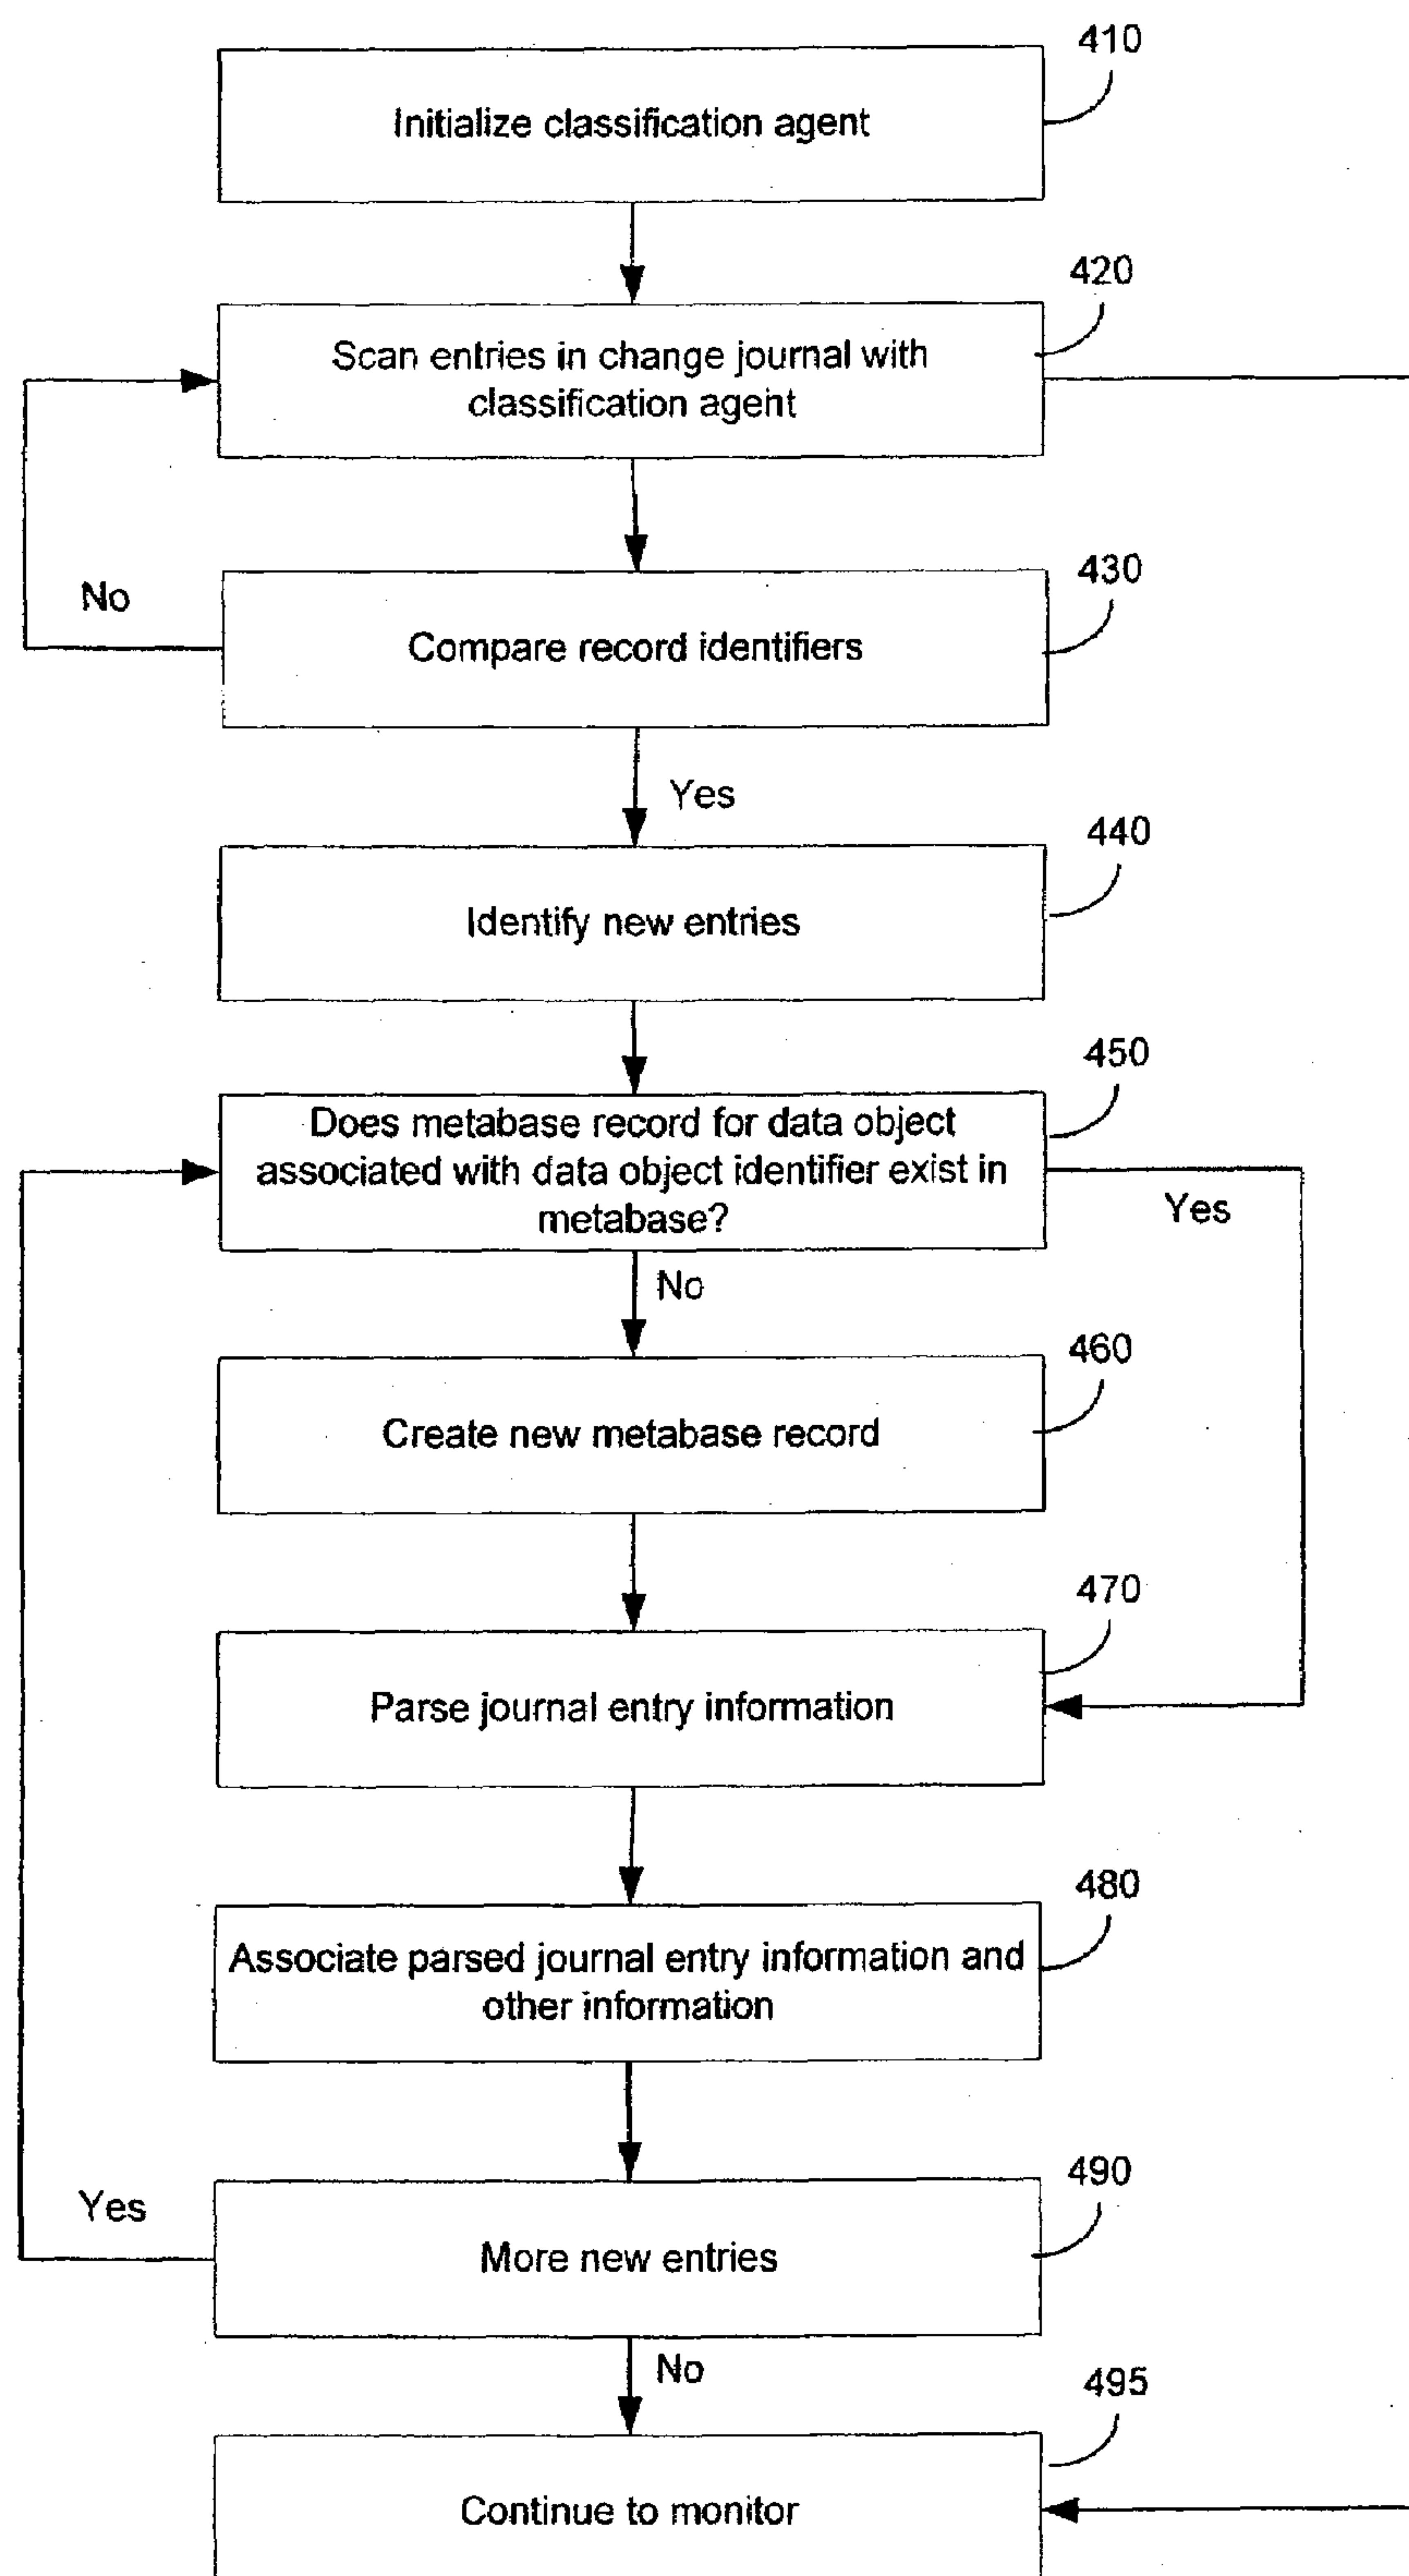 410
Initialize classification agent
420
Scan entries in change journal with
classification agent
430
No
Compare record identifiers
Yes
440
Identify new entries
450
Does metabase record for data object
associated with data object identifier exist in
metabase?
Yes
No
460
Create new metabase record
470
Parse journal entry information
480
Associate parsed journal entry information and
other information
490
Yes
More new entries
No
495
Continue to monitor